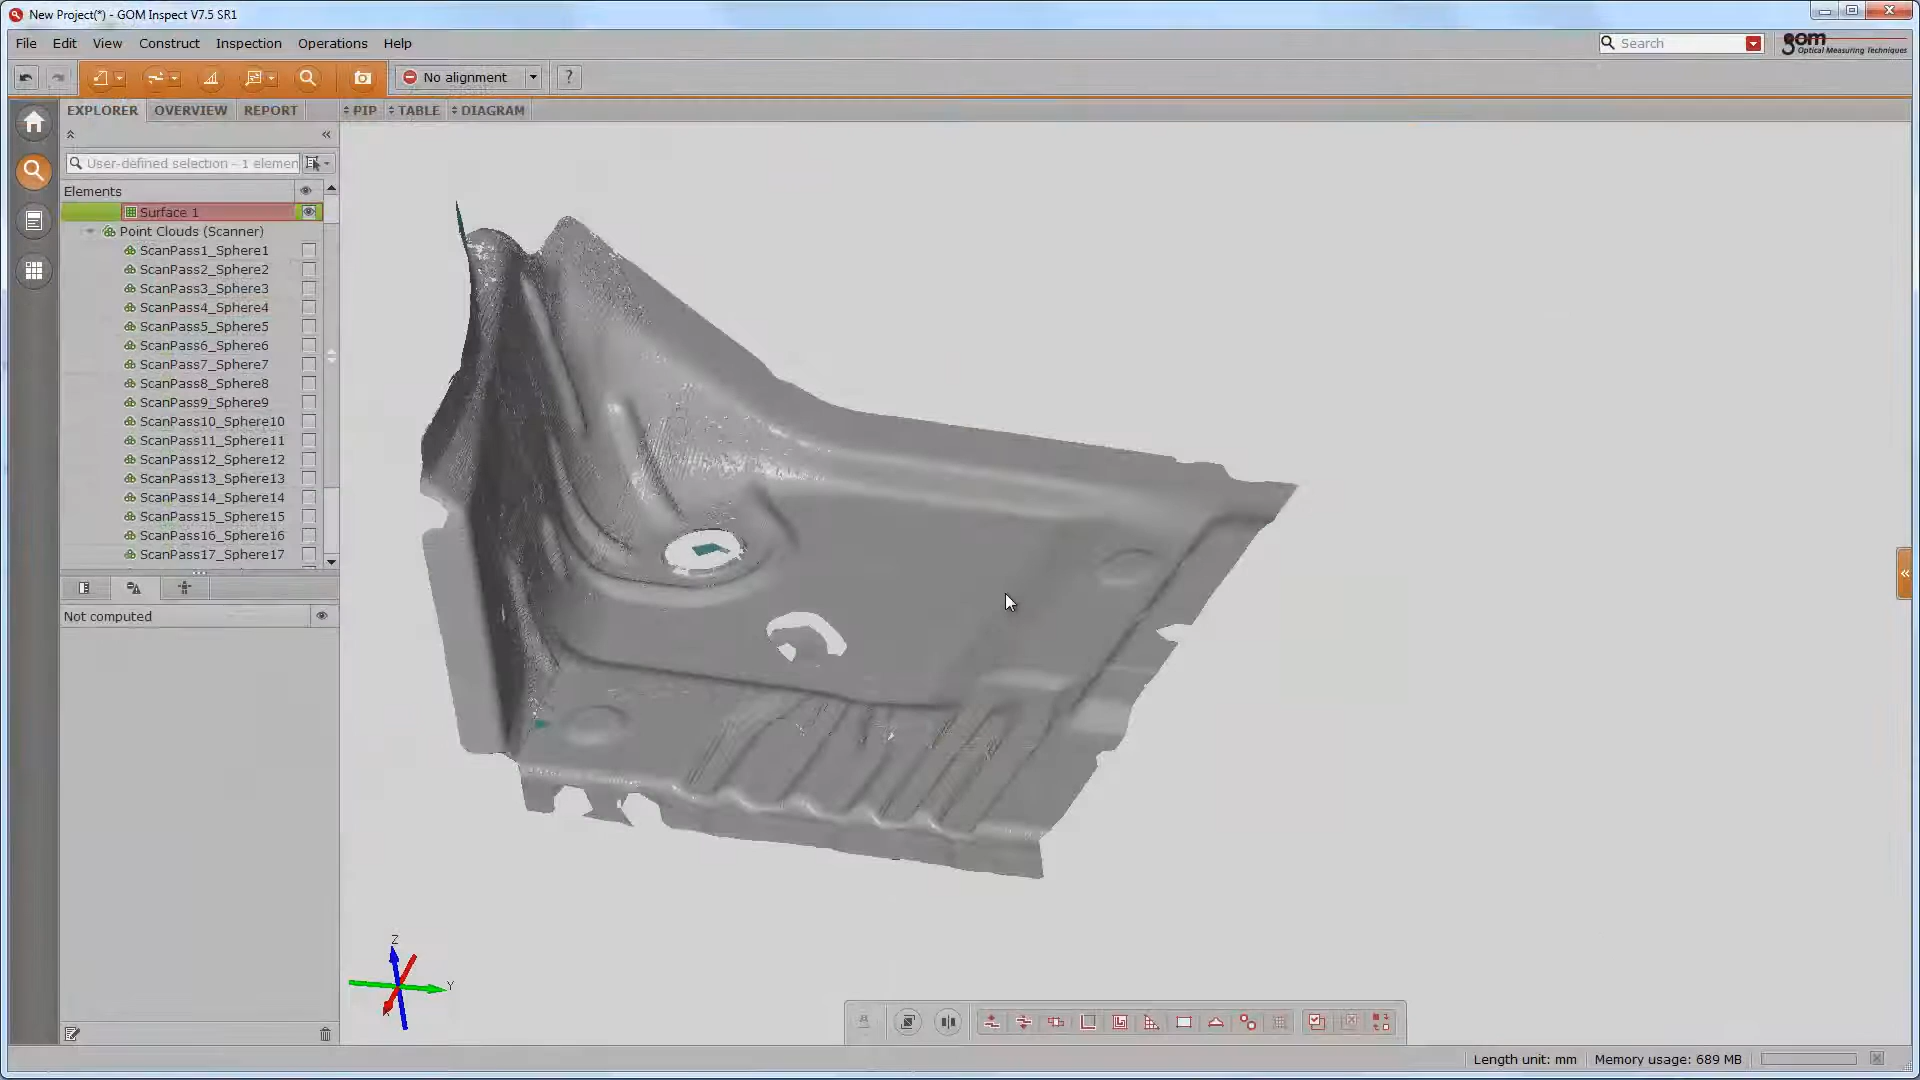 New Project(*) - GOM Inspect V7.5 SR1
File Edit View Construct Inspection Operations Help
Search
gom
Optical Measuring Techniques
No alignment
?
EXPLORER OVERVIEW REPORT PIP TABLE DIAGRAM
User-defined selection - 1 elemen
Elements
Surface 1
Point Clouds (Scanner)
ScanPass1_Sphere1
ScanPass2_Sphere2
ScanPass3_Sphere3
ScanPass4_Sphere4
ScanPass5_Sphere5
ScanPass6_Sphere6
ScanPass7_Sphere7
ScanPass8_Sphere8
ScanPass9_Sphere9
ScanPass10_Sphere10
ScanPass11_Sphere11
ScanPass12_Sphere12
ScanPass13_Sphere13
ScanPass14_Sphere14
ScanPass15_Sphere15
ScanPass16_Sphere16
ScanPass17_Sphere17
Not computed
Z
Y
Length unit: mm Memory usage: 689 MB